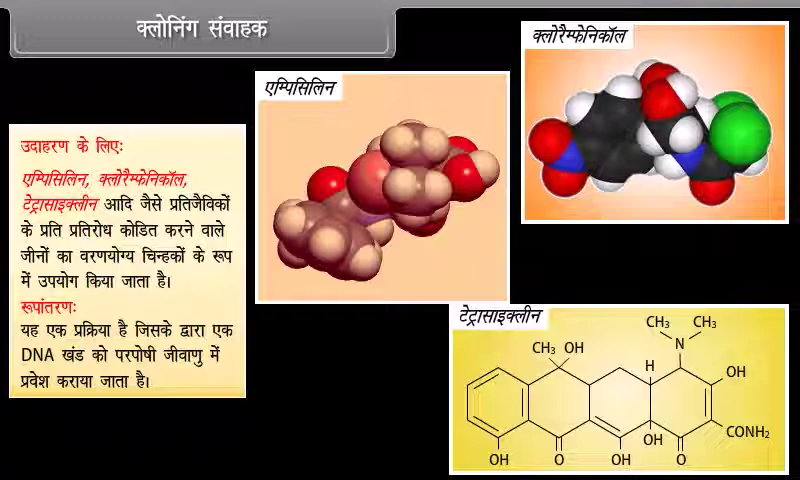 क्लोनिंग संवाहक
उदाहरण के लिएः
एम्पिसिलिन, क्लोरैम्फेनिकॉल,
टेट्रासाइक्लीन आदि जैसे प्रतिजैविकों
के प्रति प्रतिरोध कोडित करने वाले
जीनों का वरणयोग्य चिन्हकों के रूप
में उपयोग किया जाता है।
रूपांतरणः
यह एक प्रक्रिया है जिसके द्वारा एक
DNA खंड को परपोषी जीवाणु में
प्रवेश कराया जाता है।
एम्पिसिलिन
क्लोरैम्फेनिकॉल
टेट्रासाइक्लीन
CH₃ CH₃
N
CH₃ OH
H
OH
CONH₂
OH
OH O OH O